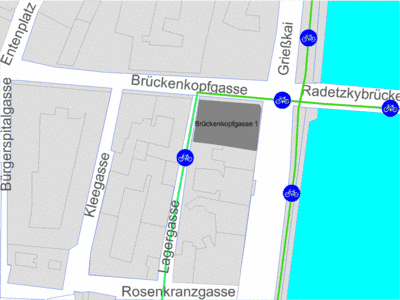 Entenplatz
Grießkai
Brückenkopfgasse
Radetzkybrücke
Brückenkopfgasse 1
Bürgerspitalgasse
Kleegasse
Lagergasse
Rosenkranzgasse